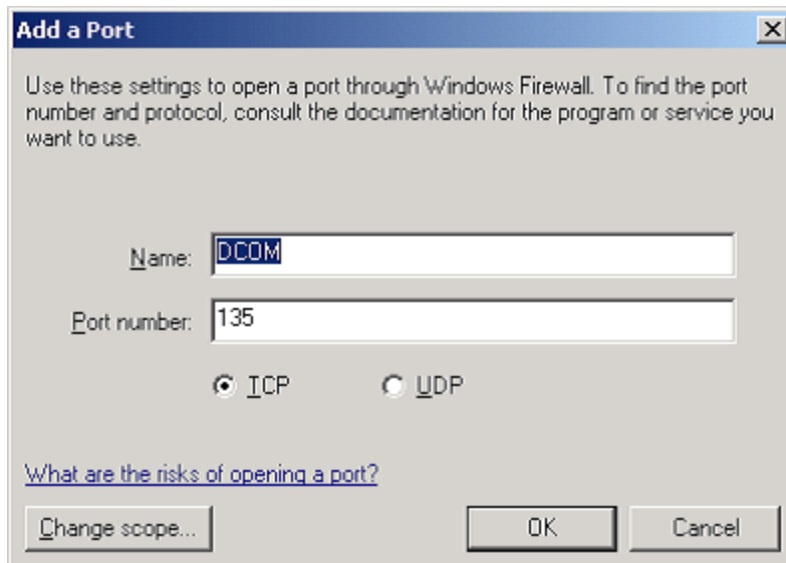 Add a Port
Use these settings to open a port through Windows Firewall. To find the port
number and protocol, consult the documentation for the program or service you
want to use.
Name: DCOM
Port number: 135
TCP UDP
What are the risks of opening a port?
Change scope... OK Cancel